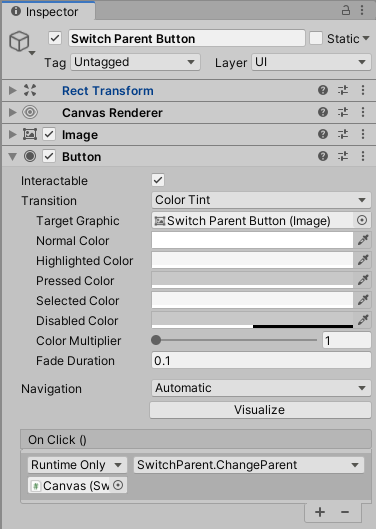 Inspector
Switch Parent Button Static
Tag Untagged Layer UI
Rect Transform
Canvas Renderer
Image
Button
Interactable
Transition Color Tint
Target Graphic Switch Parent Button (Image)
Normal Color
Highlighted Color
Pressed Color
Selected Color
Disabled Color
Color Multiplier 1
Fade Duration 0.1
Navigation Automatic
Visualize
On Click ()
Runtime Only SwitchParent.ChangeParent
Canvas (Sw